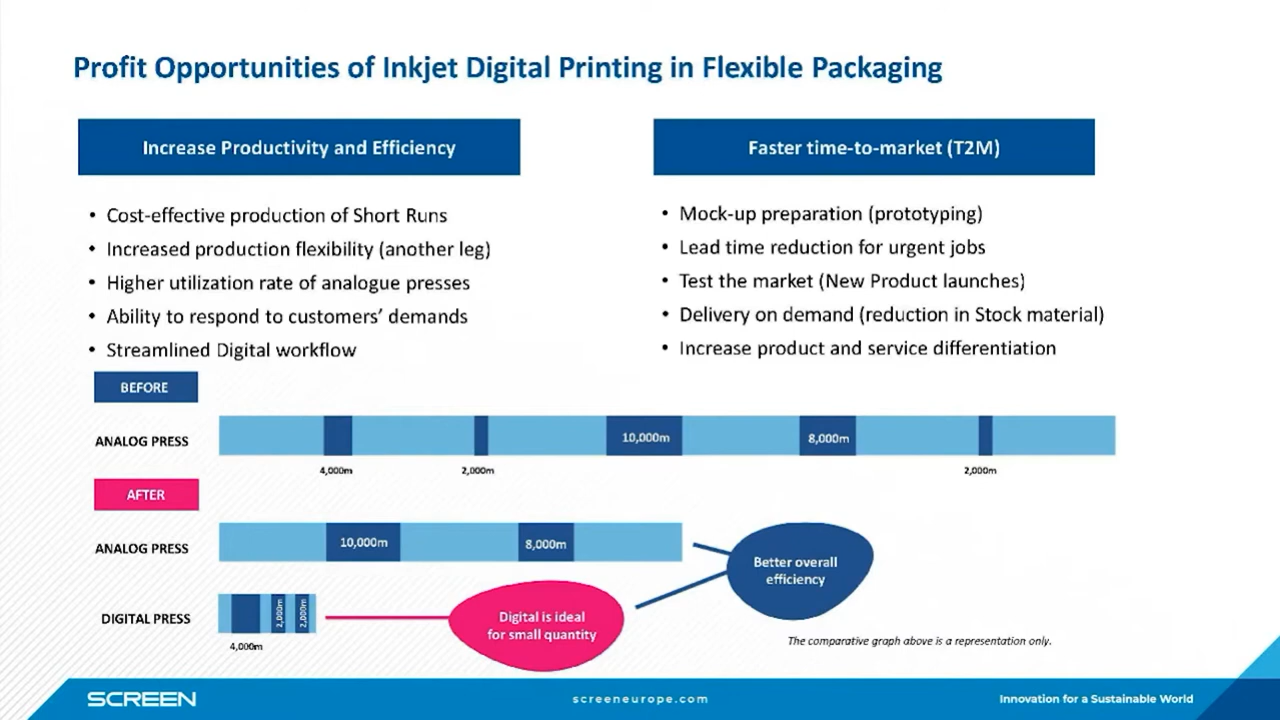 Profit Opportunities of Inkjet Digital Printing in Flexible Packaging
Increase Productivity and Efficiency
• Cost-effective production of Short Runs
• Increased production flexibility (another leg)
• Higher utilization rate of analogue presses
• Ability to respond to customers’ demands
• Streamlined Digital workflow
Faster time-to-market (T2M)
• Mock-up preparation (prototyping)
• Lead time reduction for urgent jobs
• Test the market (New Product launches)
• Delivery on demand (reduction in Stock material)
• Increase product and service differentiation
BEFORE
ANALOG PRESS
10,000m
8,000m
4,000m
2,000m
2,000m
AFTER
ANALOG PRESS
10,000m
8,000m
Better overall
efficiency
DIGITAL PRESS
2,000m
2,000m
4,000m
Digital is ideal
for small quantity
The comparative graph above is a representation only.
SCREEN
screeneurope.com
Innovation for a Sustainable World